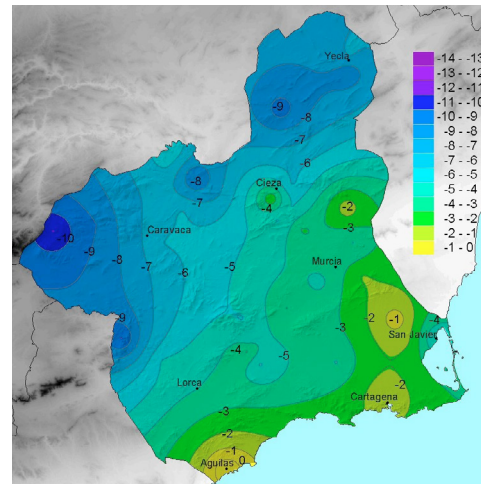 Yecla
-14 - -13
-13 - -12
-12 - -11
-11 - -10
-10 - -9
-9 - -8
-8 - -7
-7 - -6
-6 - -5
-5 - -4
-4 - -3
-3 - -2
-2 - -1
-1 - 0
-9
-8
-7
-6
-8
Cieza
-7
-4
-2
-3
Caravaca
-10
-9
-8
-7
-6
-5
Murcia
-9
-2
-1
-4
-3
San Javier
-4
-5
Lorca
-2
Cartagena
-3
-2
-1
0
Aguilas